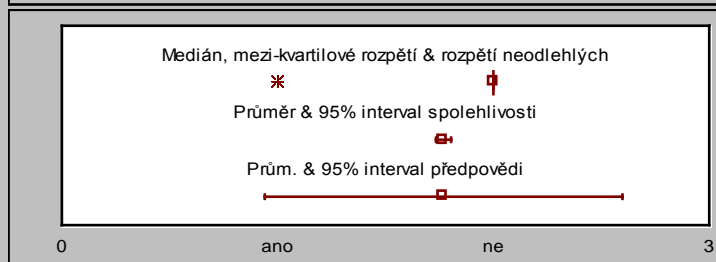 Medián, mezi-kvartilové rozpětí & rozpětí neodlehlých
Průměr & 95% interval spolehlivosti
Prům. & 95% interval předpovědi
0 ano ne 3